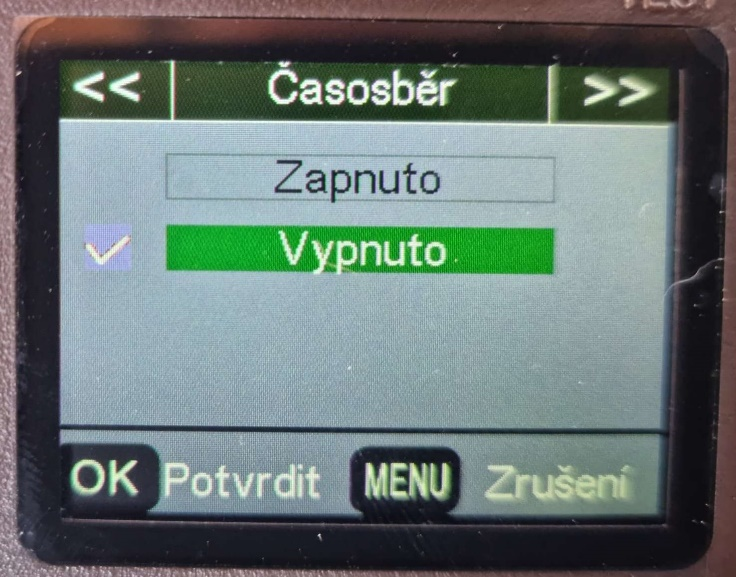 << Časosběr >>
Zapnuto
Vypnuto
OK Potvrdit MENU Zrušení